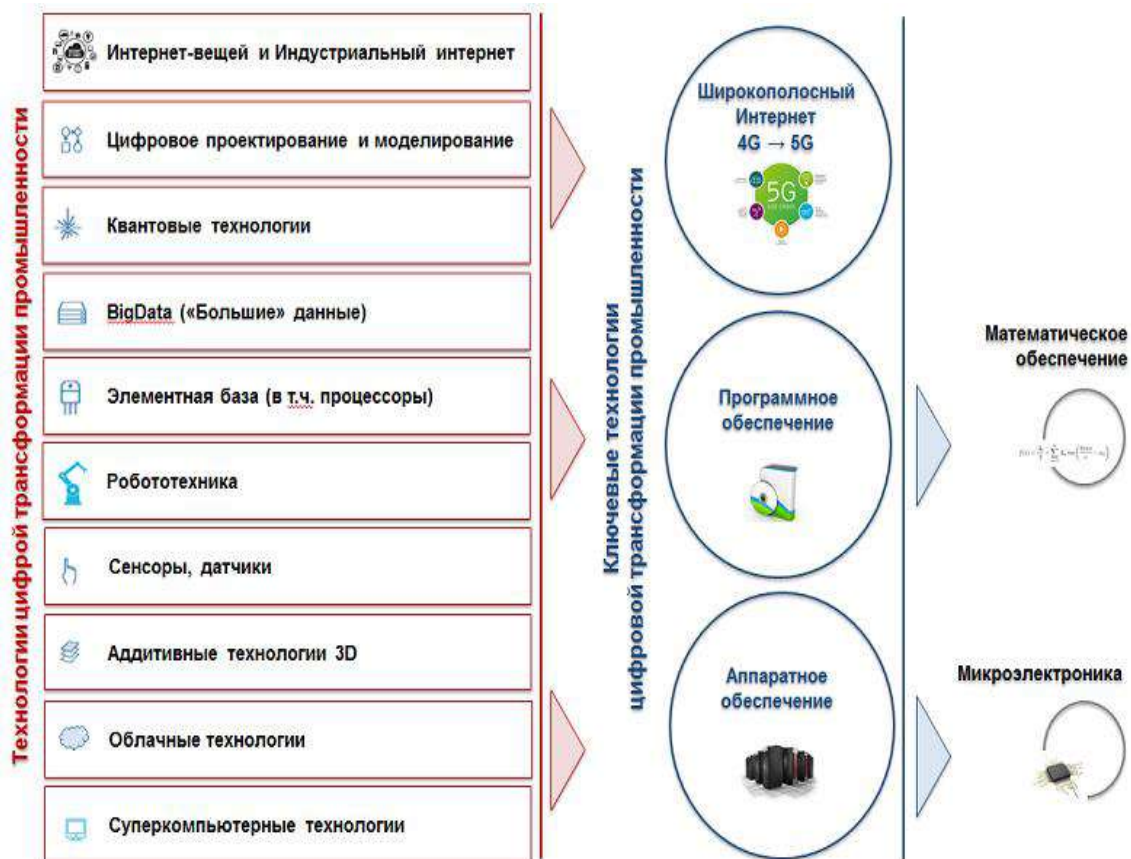 Технологии цифрой трансформации промышленности
Интернет-вещей и Индустриальный интернет
Цифровое проектирование и моделирование
Квантовые технологии
BigData («Большие» данные)
Элементная база (в т.ч. процессоры)
Робототехника
Сенсоры, датчики
Аддитивные технологии 3D
Облачные технологии
Суперкомпьютерные технологии
Ключевые технологии
цифровой трансформации промышленности
Широкополосный
Интернет
4G → 5G
5G
Программное
обеспечение
Аппаратное
обеспечение
Математическое
обеспечение
Микроэлектроника